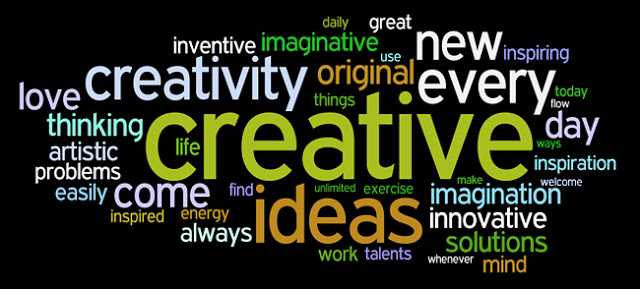 daily
great
inventive
imaginative
new
use
inspiring
creativity
original
every
love
things
today
flow
thinking
creative
day
life
ways
artistic
inspiration
problems
easily
come
find
unlimited
exercise
make
imagination
welcome
inspired
energy
ideas
innovative
always
solutions
work
talents
whenever
mind